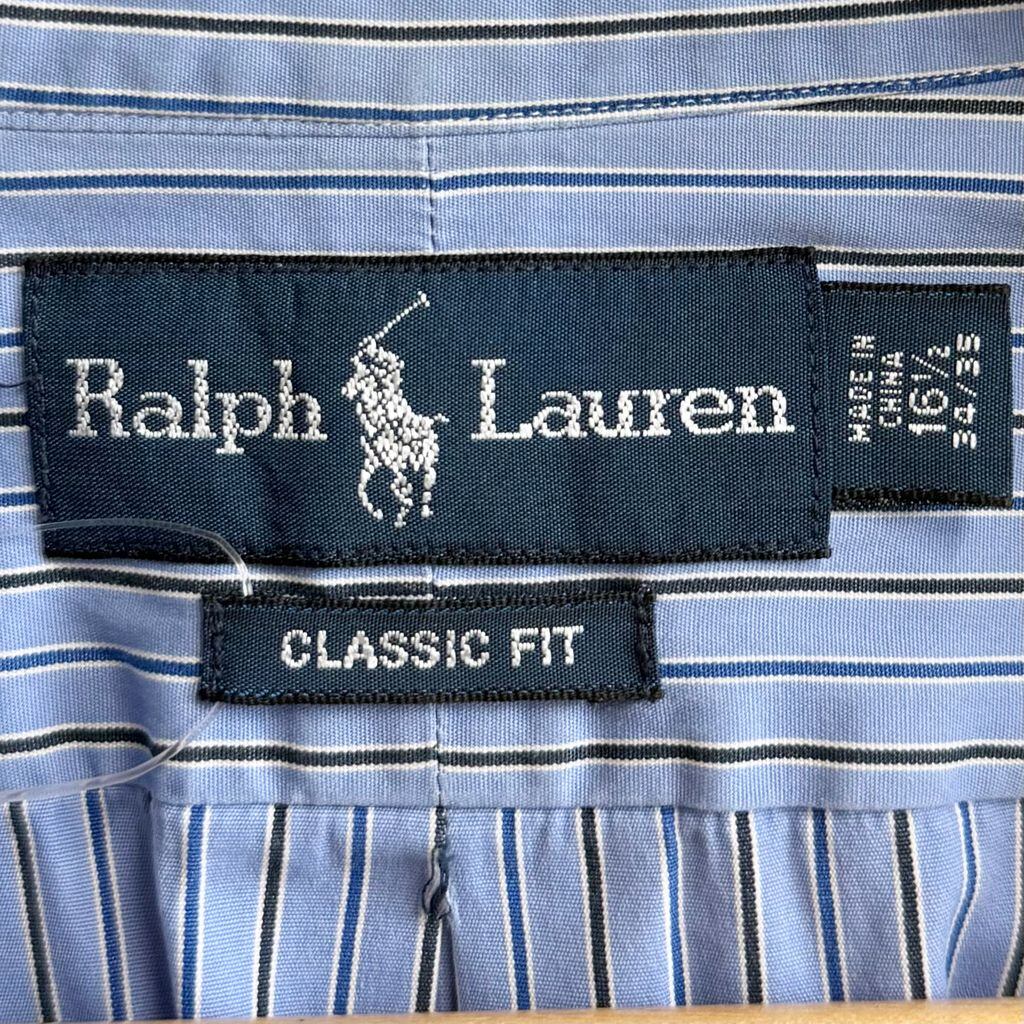 Ralph Lauren
MADE IN
CHINA
16½
34/35
CLASSIC FIT